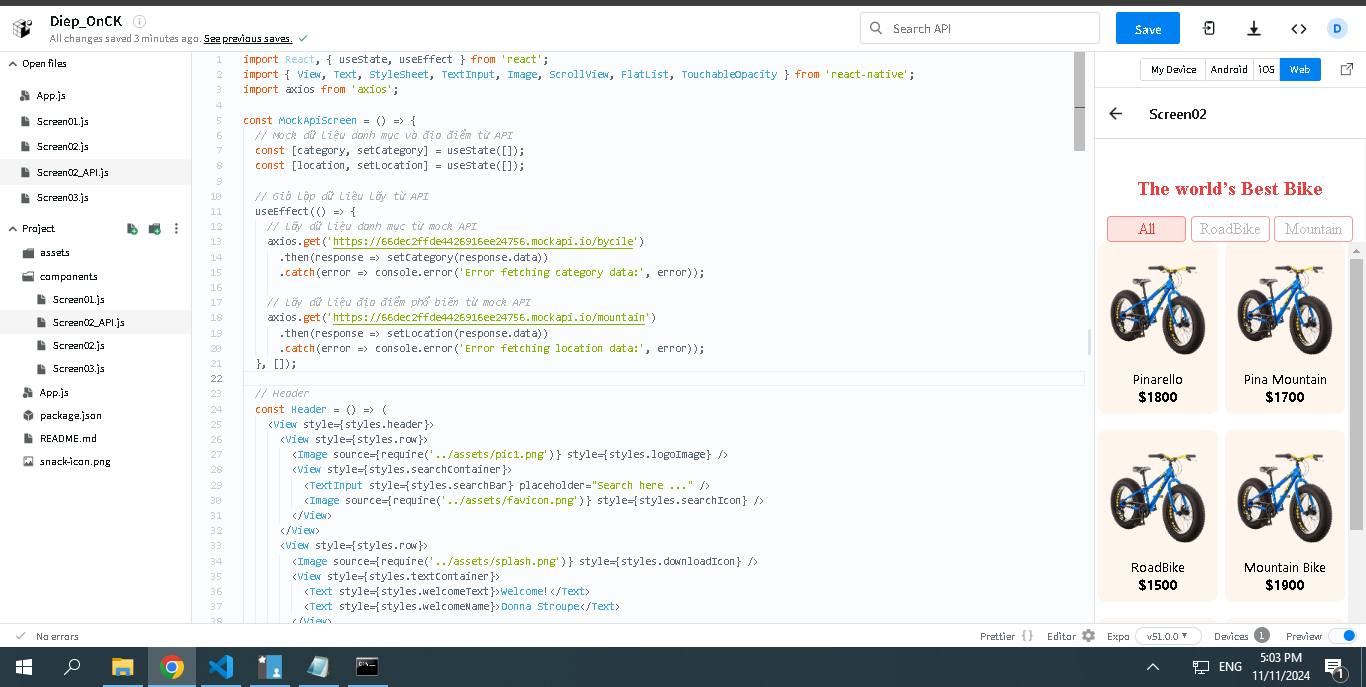 Diep_OnCK
All changes saved 3 minutes ago. See previous saves.
Search API
Save
D
Open files
App.js
Screen01.js
Screen02.js
Screen02_API.js
Screen03.js
Project
assets
components
Screen01.js
Screen02_API.js
Screen02.js
Screen03.js
App.js
package.json
README.md
snack-icon.png
1 import React, { useState, useEffect } from 'react';
2 import { View, Text, StyleSheet, TextInput, Image, ScrollView, FlatList, TouchableOpacity } from 'react-native';
3 import axios from 'axios';
4
5 const MockApiScreen = () => {
6 // Mock dữ liệu danh mục và địa điểm từ API
7 const [category, setCategory] = useState([]);
8 const [location, setLocation] = useState([]);
9
10 // Giả lập dữ liệu lấy từ API
11 useEffect(() => {
12 // Lấy dữ liệu danh mục từ mock API
13 axios.get('https://66dec2ffde4426916ee24756.mockapi.io/bycile')
14 .then(response => setCategory(response.data))
15 .catch(error => console.error('Error fetching category data:', error));
16
17 // Lấy dữ liệu địa điểm phổ biến từ mock API
18 axios.get('https://66dec2ffde4426916ee24756.mockapi.io/mountain')
19 .then(response => setLocation(response.data))
20 .catch(error => console.error('Error fetching location data:', error));
21 }, []);
22
23 // Header
24 const Header = () => (
25 <View style={styles.header}>
26 <View style={styles.row}>
27 <Image source={require('../assets/pic1.png')} style={styles.logoImage} />
28 <View style={styles.searchContainer}>
29 <TextInput style={styles.searchBar} placeholder="Search here ..." />
30 <Image source={require('../assets/favicon.png')} style={styles.searchIcon} />
31 </View>
32 </View>
33 <View style={styles.row}>
34 <Image source={require('../assets/splash.png')} style={styles.downloadIcon} />
35 <View style={styles.textContainer}>
36 <Text style={styles.welcomeText}>Welcome!</Text>
37 <Text style={styles.welcomeName}>Donna Stroupe</Text>
38 </View>
My Device Android iOS Web
Screen02
The world's Best Bike
All RoadBike Mountain
Pinarello
$1800
Pina Mountain
$1700
RoadBike
$1500
Mountain Bike
$1900
No errors
Prettier {} Editor Expo v51.0.0 Devices 1 Preview
ENG
5:03 PM
11/11/2024
1